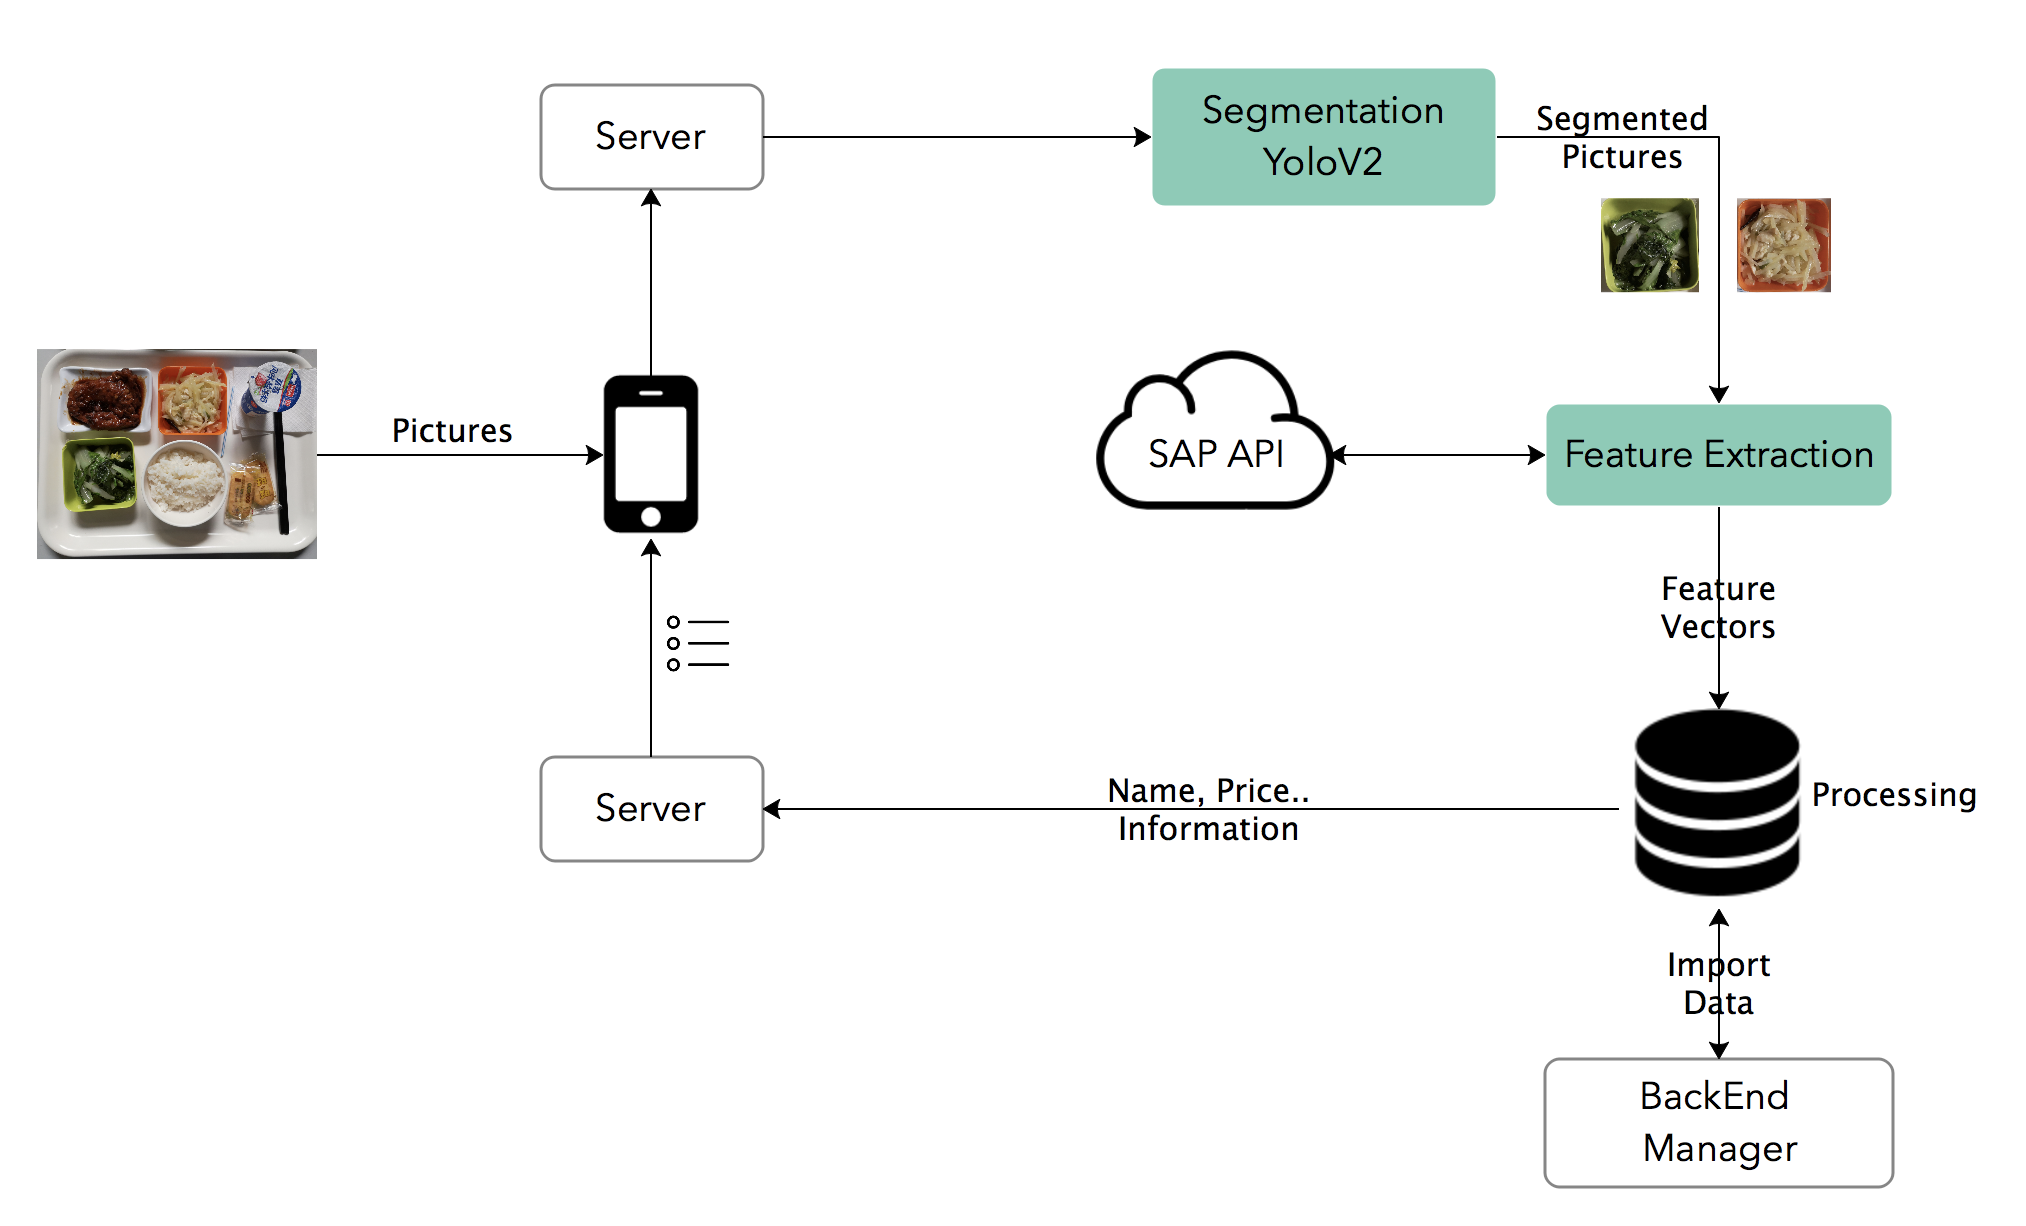 Server
Segmentation
YoloV2
Segmented
Pictures
Pictures
SAP API
Feature Extraction
Feature
Vectors
Server
Name, Price..
Information
Processing
Import
Data
BackEnd
Manager